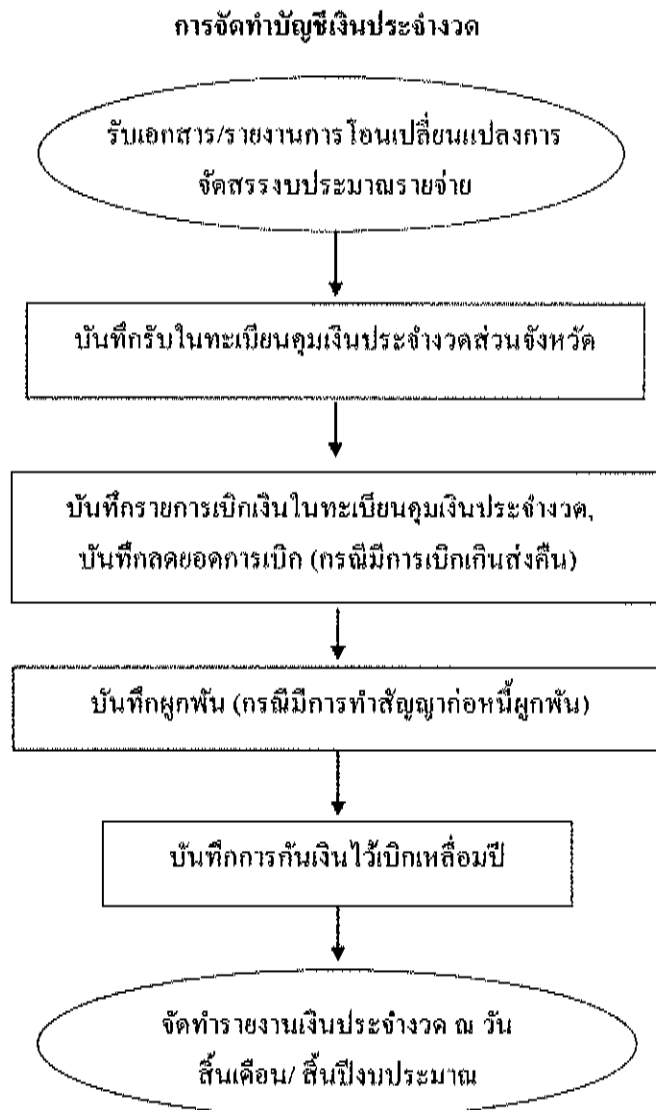 การจัดทำบัญชีเงินประจำงวด
รับเอกสาร/รายงานการโอนเปลี่ยนแปลงการ
จัดสรรงบประมาณรายจ่าย
บันทึกรับในทะเบียนคุมเงินประจำงวดส่วนจังหวัด
บันทึกรายการเบิกเงินในทะเบียนคุมเงินประจำงวด,
บันทึกลดยอดการเบิก (กรณีมีการเบิกเกินส่งคืน)
บันทึกผูกพัน (กรณีมีการทำสัญญาก่อหนี้ผูกพัน)
บันทึกการกันเงินไว้เบิกเหลื่อมปี
จัดทำรายงานเงินประจำงวด ณ วัน
สิ้นเดือน/ สิ้นปีงบประมาณ